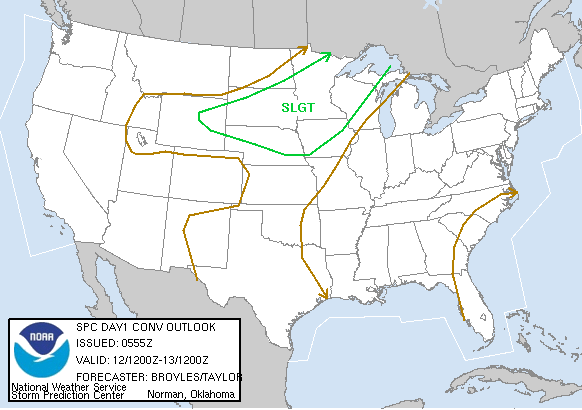 SLGT
SPC DAY1 CONV OUTLOOK
ISSUED: 0555Z
VALID: 12/1200Z-13/1200Z
FORECASTER: BROYLES/TAYLOR
National Weather Service
Storm Prediction Center Norman, Oklahoma
NOAA